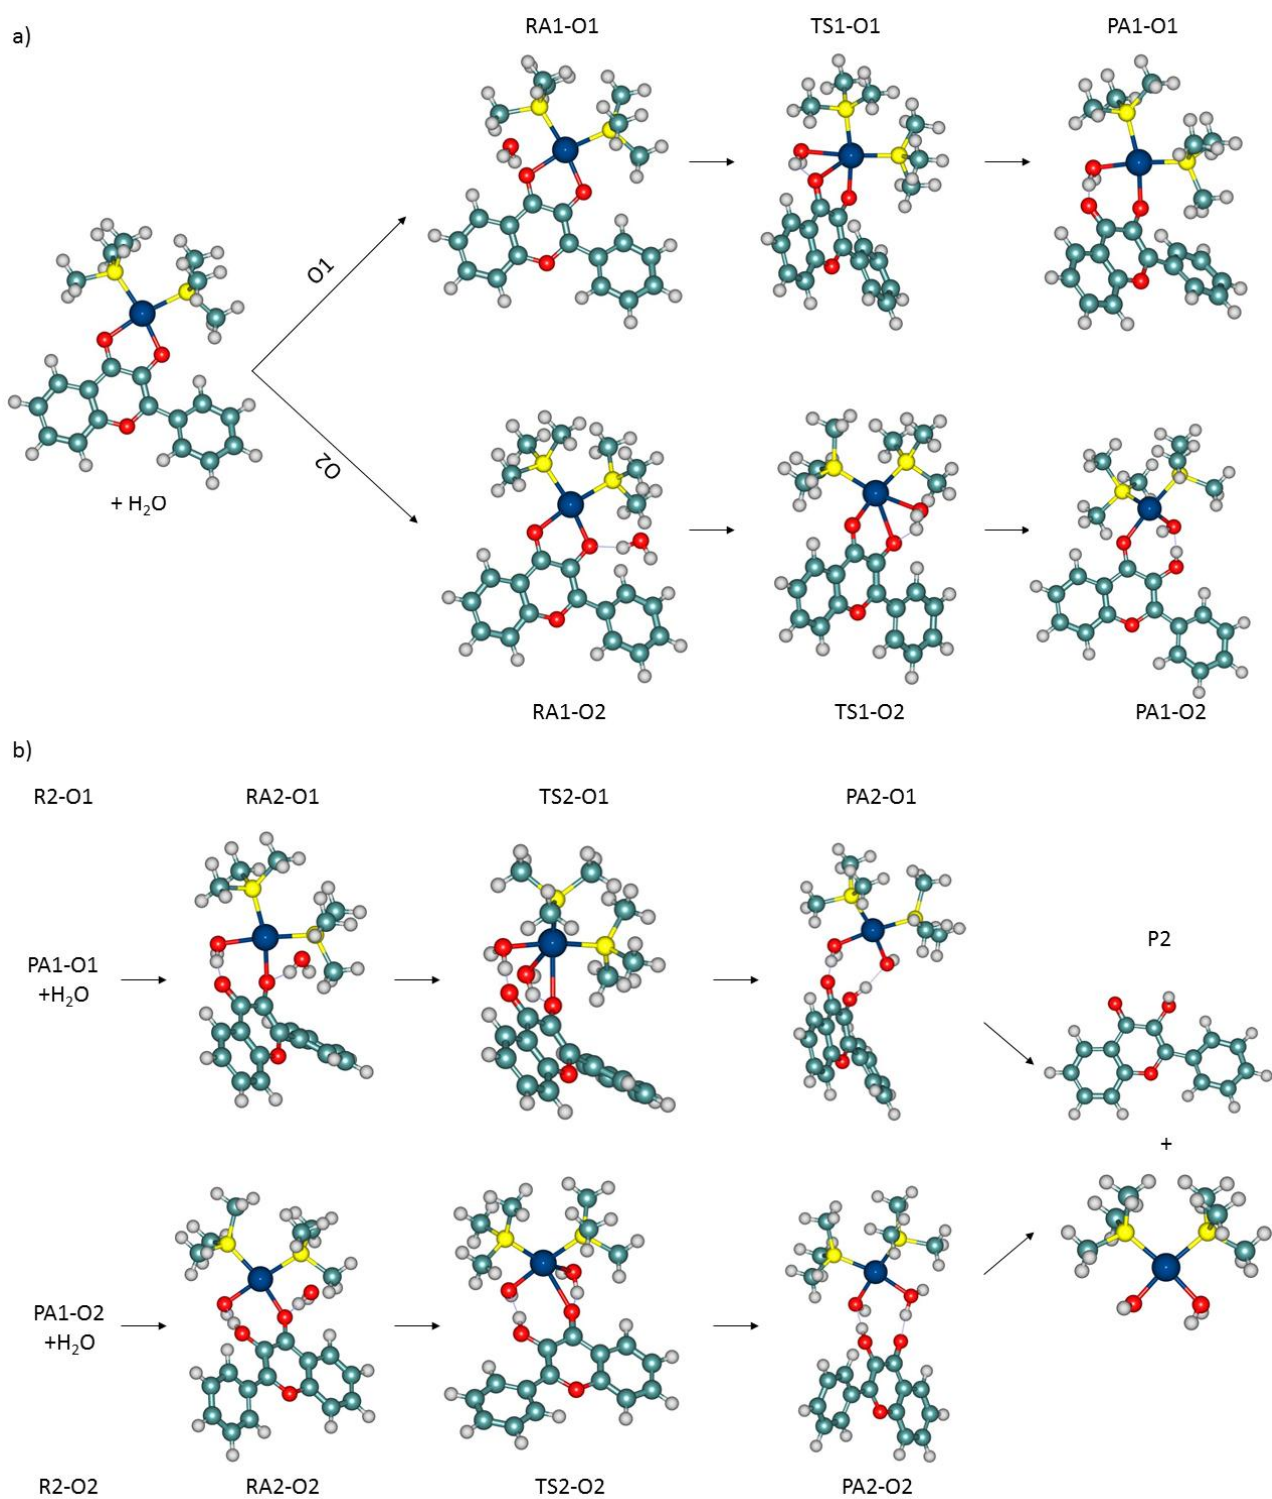 a)
RA1-O1
TS1-O1
PA1-O1
O1
+ H₂O
O2
RA1-O2
TS1-O2
PA1-O2
b)
R2-O1
RA2-O1
TS2-O1
PA2-O1
P2
PA1-O1
+H₂O
+
PA1-O2
+H₂O
R2-O2
RA2-O2
TS2-O2
PA2-O2